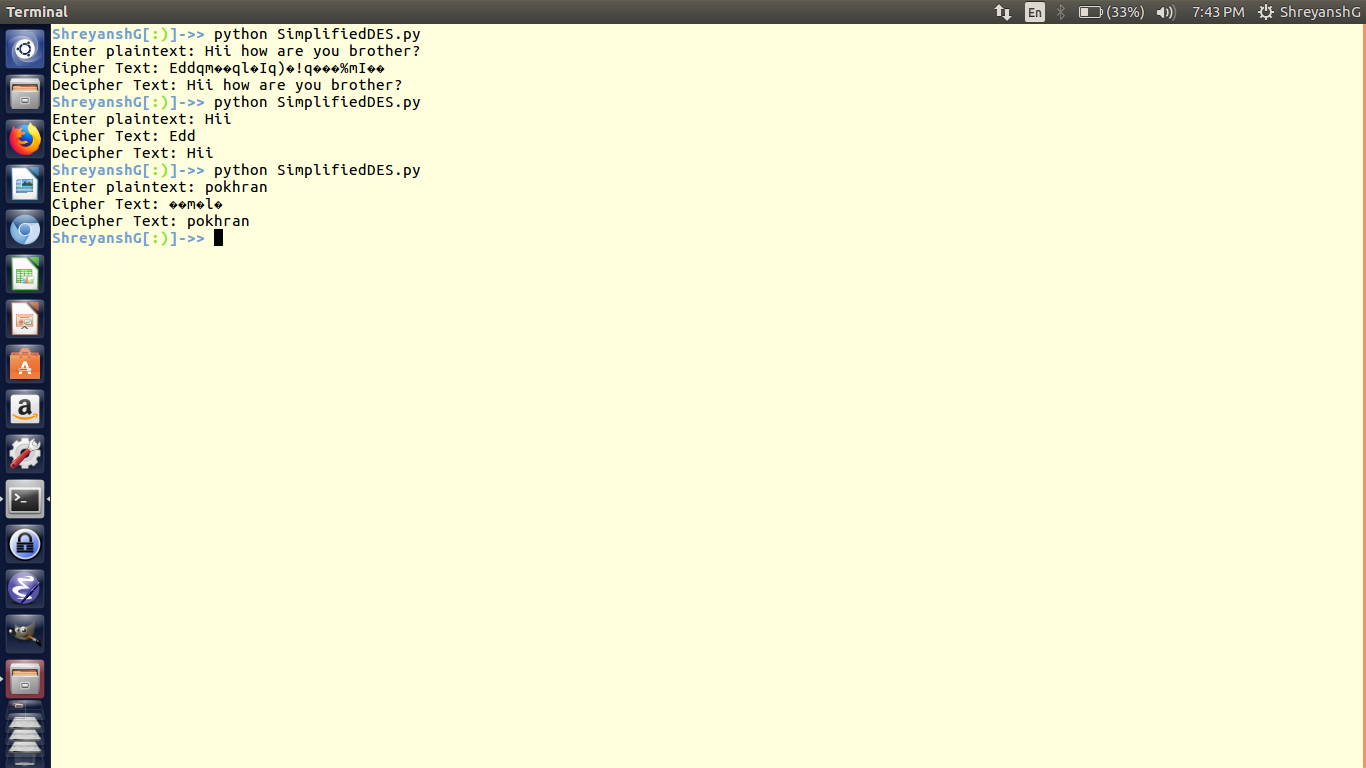 Terminal
En
(33%)
7:43 PM
ShreyanshG
ShreyanshG[:)]->> python SimplifiedDES.py
Enter plaintext: Hii how are you brother?
Cipher Text: Eddqm��ql�Iq)�!q���%mI��
Decipher Text: Hii how are you brother?
ShreyanshG[:)]->> python SimplifiedDES.py
Enter plaintext: Hii
Cipher Text: Edd
Decipher Text: Hii
ShreyanshG[:)]->> python SimplifiedDES.py
Enter plaintext: pokhran
Cipher Text: ��m�l�
Decipher Text: pokhran
ShreyanshG[:)]->>